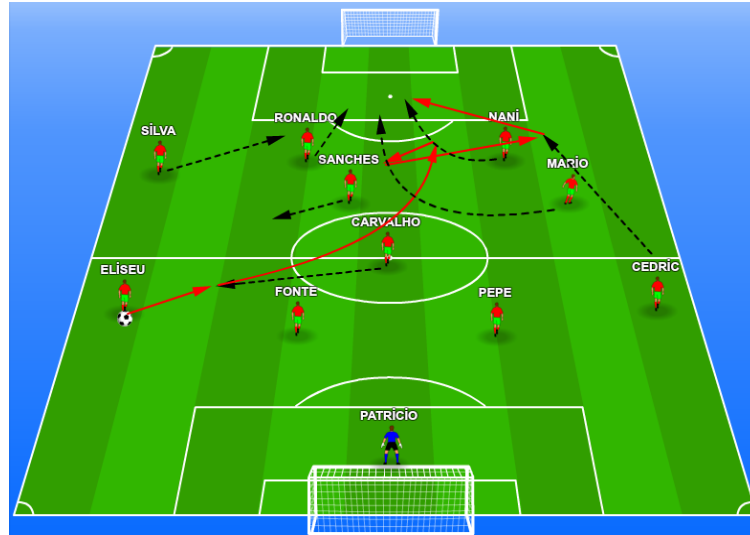 RONALDO
NANİ
SİLVA
SANCHES
MARİO
CARVALHO
ELİSEU
CEDRİC
FONTE
PEPE
PATRİCİO